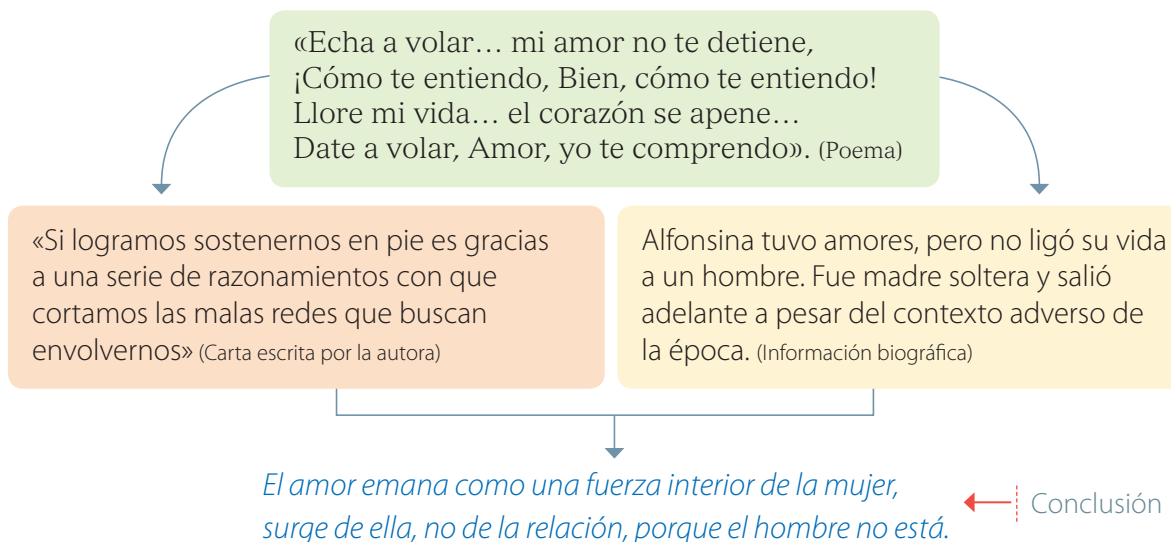 «Echa a volar… mi amor no te detiene,
¡Cómo te entiendo, Bien, cómo te entiendo!
Llore mi vida… el corazón se apene…
Date a volar, Amor, yo te comprendo». (Poema)
«Si logramos sostenernos en pie es gracias
a una serie de razonamientos con que
cortamos las malas redes que buscan
envolvernos» (Carta escrita por la autora)
Alfonsina tuvo amores, pero no ligó su vida
a un hombre. Fue madre soltera y salió
adelante a pesar del contexto adverso de
la época. (Información biográfica)
El amor emana como una fuerza interior de la mujer,
surge de ella, no de la relación, porque el hombre no está.
Conclusión